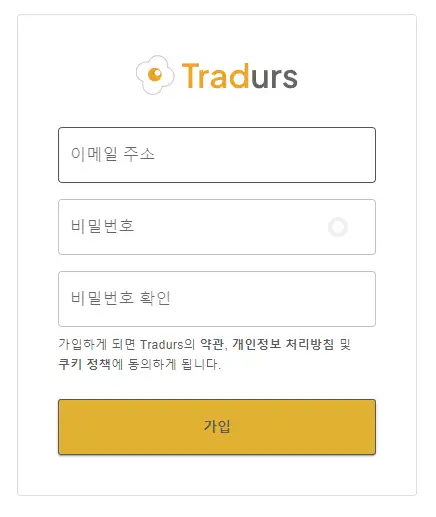 Tradurs
이메일 주소
비밀번호
비밀번호 확인
가입하게 되면 Tradurs의 약관, 개인정보 처리방침 및
쿠키 정책에 동의하게 됩니다.
가입